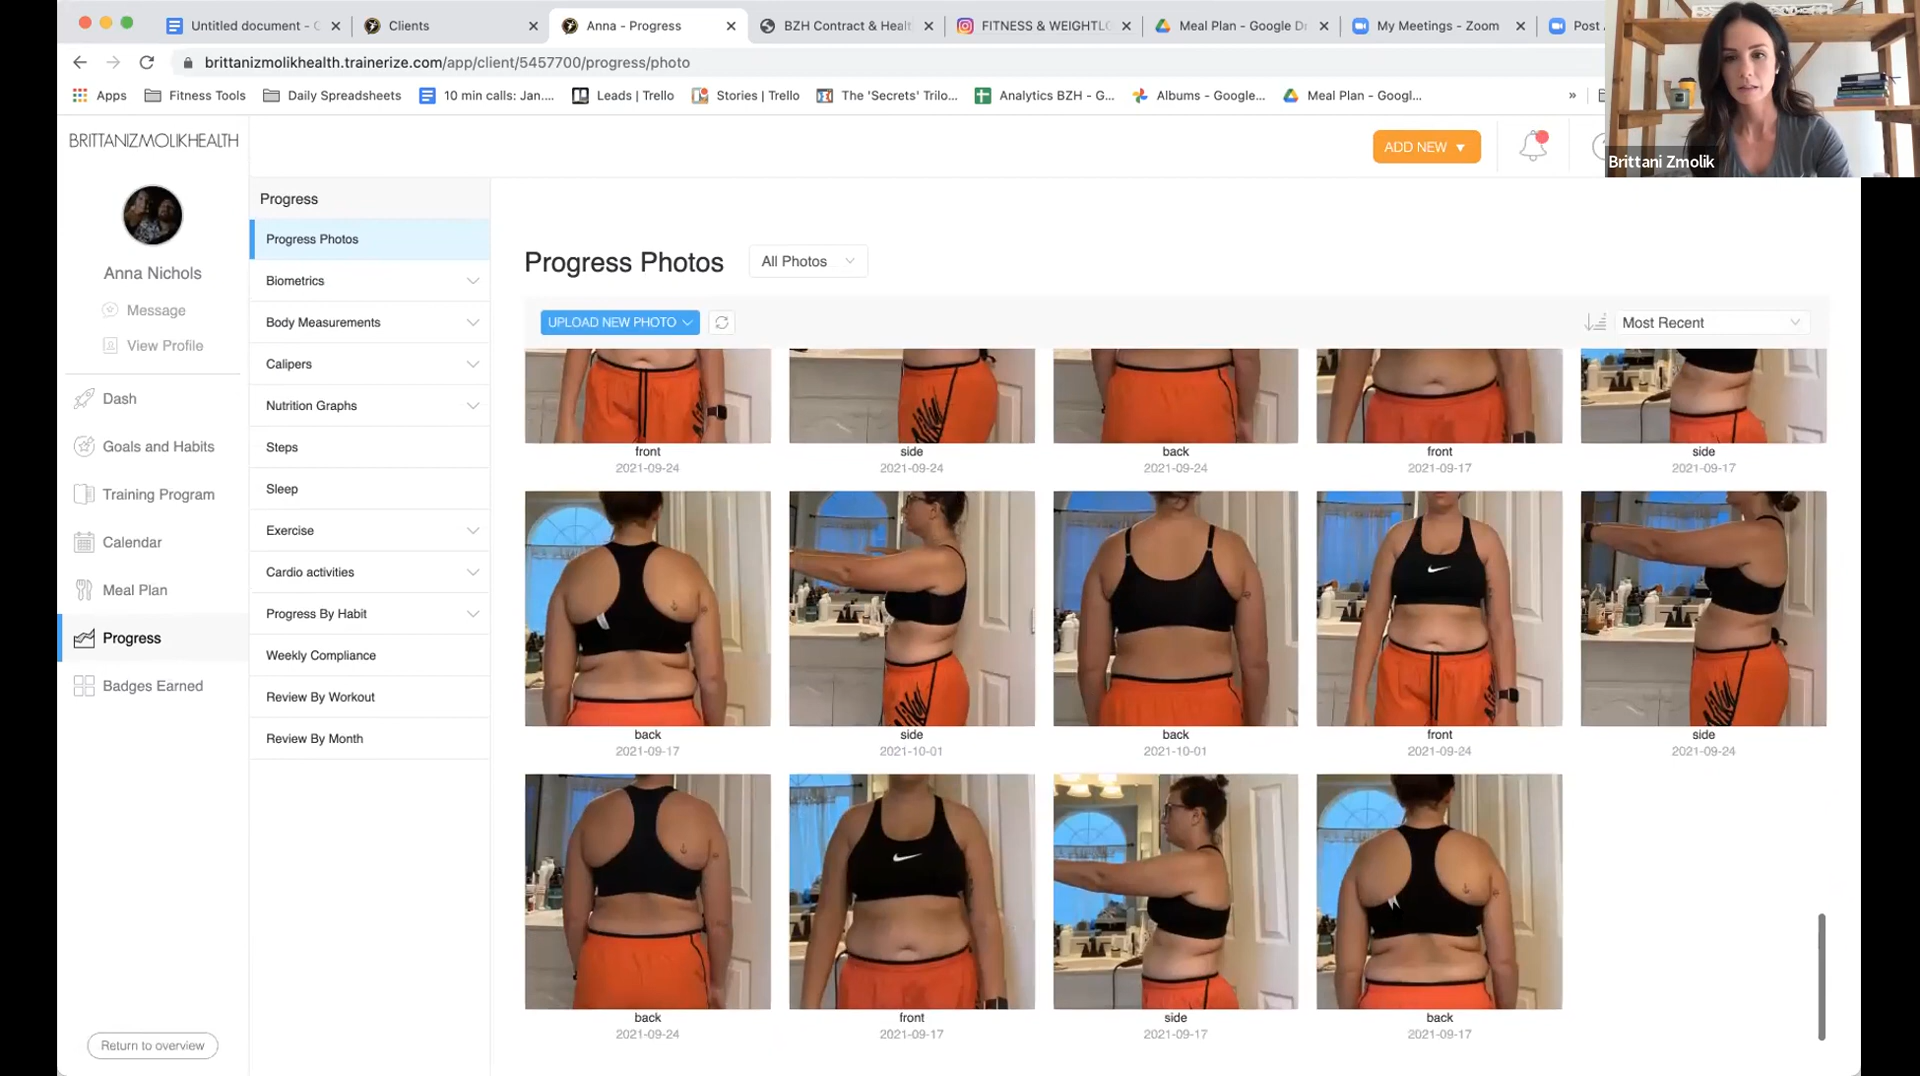 Untitled document - G
Clients
Anna - Progress
BZH Contract & Healt
FITNESS & WEIGHTLO
Meal Plan - Google Dr
My Meetings - Zoom
Post
brittanizmolikhealth.trainerize.com/app/client/5457700/progress/photo
Apps
Fitness Tools
Daily Spreadsheets
10 min calls: Jan....
Leads | Trello
Stories | Trello
The 'Secrets' Trilo...
Analytics BZH - G...
Albums - Google...
Meal Plan - Googl...
»
Brittani Zmolik
BRITTANIZMOLIKHEALTH
ADD NEW
Anna Nichols
Message
View Profile
Dash
Goals and Habits
Training Program
Calendar
Meal Plan
Progress
Badges Earned
Return to overview
Progress
Progress Photos
Biometrics
Body Measurements
Calipers
Nutrition Graphs
Steps
Sleep
Exercise
Cardio activities
Progress By Habit
Weekly Compliance
Review By Workout
Review By Month
Progress Photos
All Photos
UPLOAD NEW PHOTO
Most Recent
front
2021-09-24
side
2021-09-24
back
2021-09-24
front
2021-09-17
side
2021-09-17
back
2021-09-17
side
2021-10-01
back
2021-10-01
front
2021-09-24
side
2021-09-24
back
2021-09-24
front
2021-09-17
side
2021-09-17
back
2021-09-17